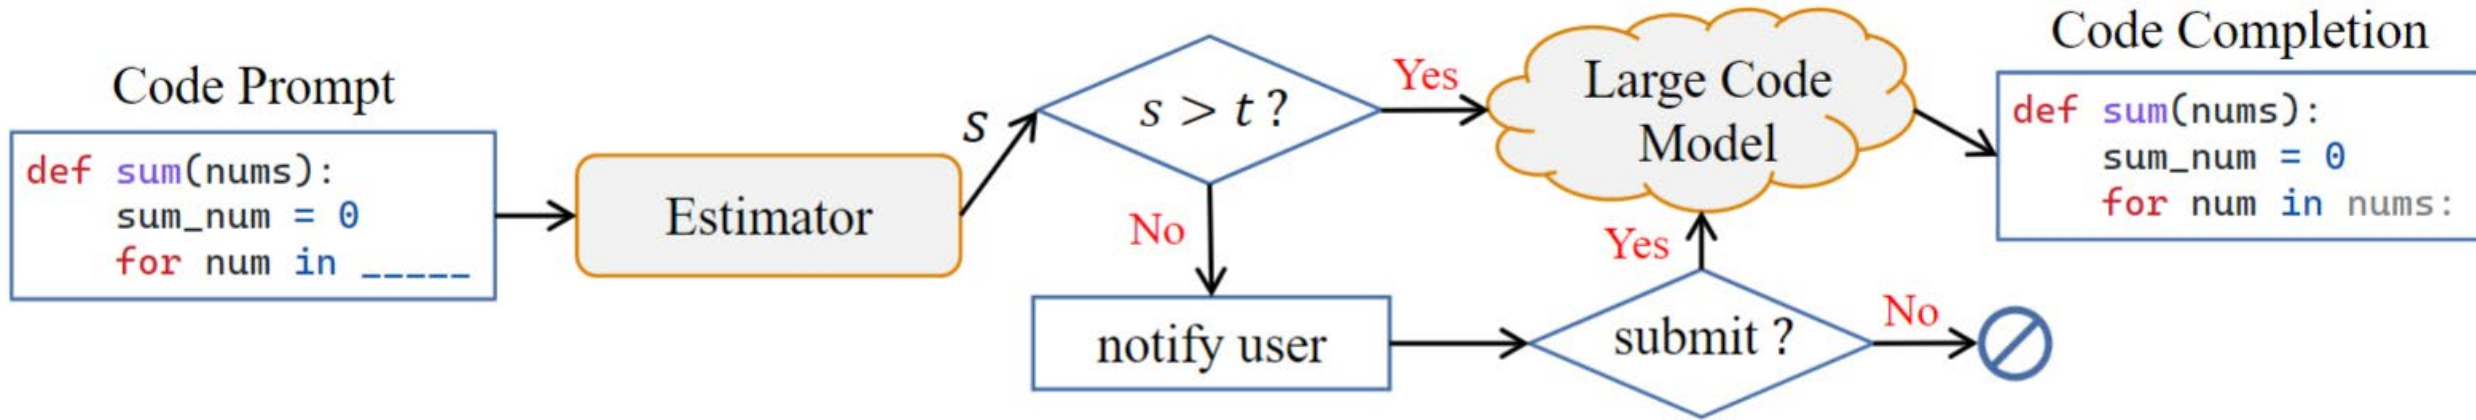 Code Prompt
def sum(nums):
    sum_num = 0
    for num in _____
Estimator
s
s > t ?
Yes
No
notify user
submit ?
Yes
No
Large Code
Model
Code Completion
def sum(nums):
    sum_num = 0
    for num in nums: